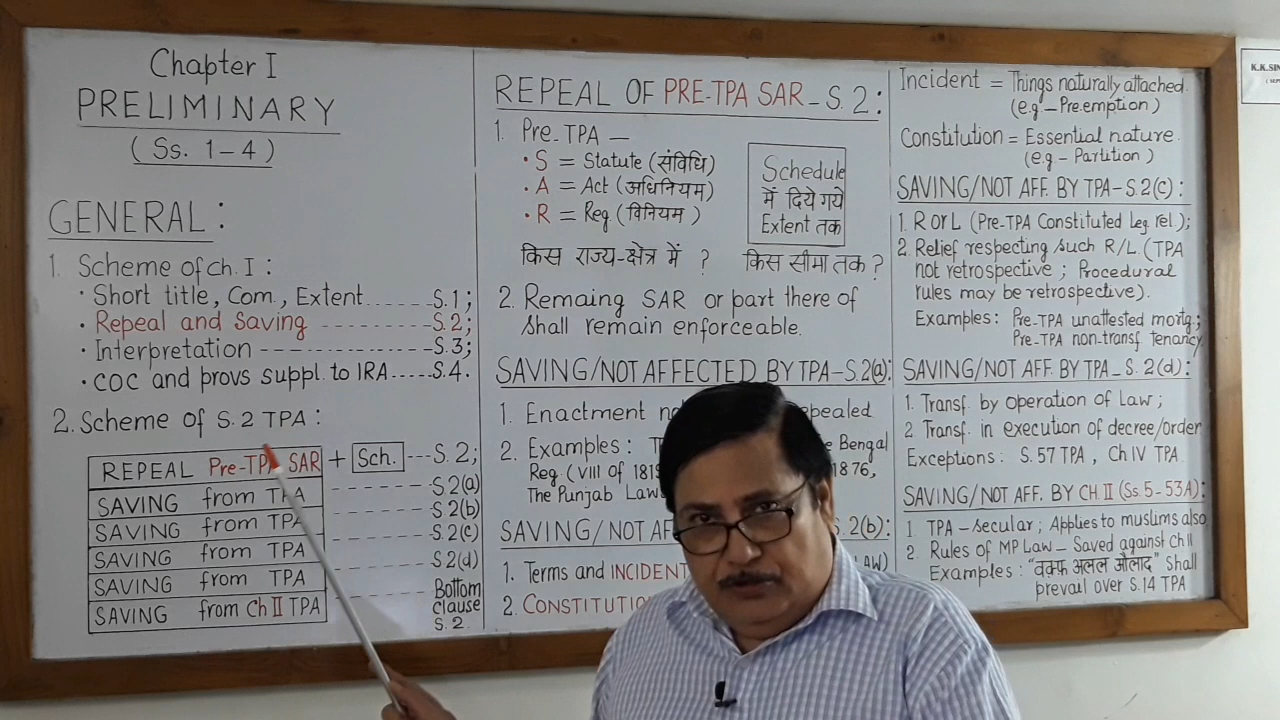 Chapter I
PRELIMINARY
(Ss. 1-4)
GENERAL:
1. Scheme of ch. I:
• Short title, Com., Extent......--S.1;
• Repeal and Saving ---------S.2;
• Interpretation --------------S.3;
• COC and provs suppl. to IRA.....S.4.
2. Scheme of S.2 TPA:
REPEAL Pre-TPA SAR + Sch. ---S.2;
SAVING from TPA ------ S2(a)
SAVING from TPA ------ S2(b)
SAVING from TPA ------ S2(c)
SAVING from TPA ------ S2(d)
SAVING from Ch II TPA ------ Bottom
clause
S. 2.
REPEAL OF PRE-TPA SAR-S.2:
1. Pre-TPA —
• S = Statute (संविधि)
• A = Act (अधिनियम)
• R = Reg (विनियम)
Schedule
में दिये गये
Extent तक
किस राज्य-क्षेत्र में ? किस सीमा तक ?
2. Remaing SAR or part there of
shall remain enforceable.
SAVING/NOT AFFECTED BY TPA-S.2(a):
1. Enactment repealed
2. Examples: Bengal
Reg. (VIII of 1876,
The Punjab
SAVING/NOT 2(b):
1. Terms and
2.
Incident = Things naturally attached.
(e.g - Pre.emption)
Constitution = Essential nature.
(e.g - Partition)
SAVING/NOT AFF. BY TPA-S.2(c):
1. R or L (Pre-TPA Constituted Leg. rel.);
2. Relief respecting such R/L. (TPA
not retrospective ; Procedural
rules may be retrospective).
Examples: Pre-TPA unattested mortg.;
Pre-TPA non-transf. tenancy
SAVING/NOT AFF. BY TPA-S.2(d):
1. Transf. by operation of Law ;
2 Transf. in execution of decree/order
Exceptions: S.57 TPA , Ch IV TPA.
SAVING/NOT AFF. BY CH. II (Ss.5-53A):
1. TPA - secular ; Applies to muslims also
2. Rules of MP Law - Saved against ch II
Examples: "वक़्फ़ अलल औलाद" shall
prevail over S.14 TPA